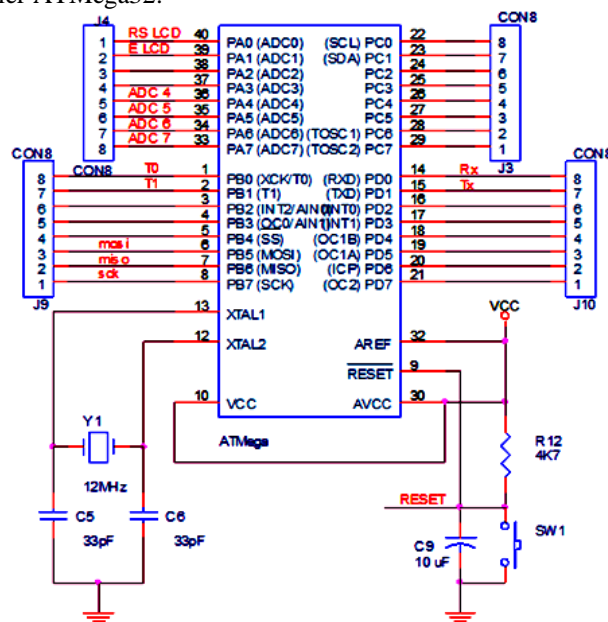 ler ATMega32.
J4
CON8
RS LCD 40 PA0 (ADC0) (SCL) PC0 22
1
E LCD 39 PA1 (ADC1) (SDA) PC1 23
2
38 PA2 (ADC2) PC2 24
3
37 PA3 (ADC3) PC3 25
4
ADC 4 36 PA4 (ADC4) PC4 26
5
ADC 5 35 PA5 (ADC5) PC5 27
6
ADC 6 34 PA6 (ADC6) (TOSC1) PC6 28
7
ADC 7 33 PA7 (ADC7) (TOSC2) PC7 29
8
8
7
6
5
4
3
2
1
J3
CON8
CON8
CON8
8 T0 1 PB0 (XCK/T0) (RXD) PD0 14 Rx 8
7 T1 2 PB1 (T1) (TXD) PD1 15 Tx 7
6 3 PB2 (INT2/AIN0) (INT0) PD2 16 6
5 4 PB3 (OC0/AIN1) (INT1) PD3 17 5
4 5 PB4 (SS) (OC1B) PD4 18 4
3 mosi 6 PB5 (MOSI) (OC1A) PD5 19 3
2 miso 7 PB6 (MISO) (ICP) PD6 20 2
1 sck 8 PB7 (SCK) (OC2) PD7 21 1
J9
J10
VCC
13 XTAL1
12 XTAL2 AREF 32
RESET 9
10 VCC AVCC 30
Y1
ATMega
R12
4K7
12MHz
RESET
C5
33pF
C6
33pF
C9
10 uF
SW1